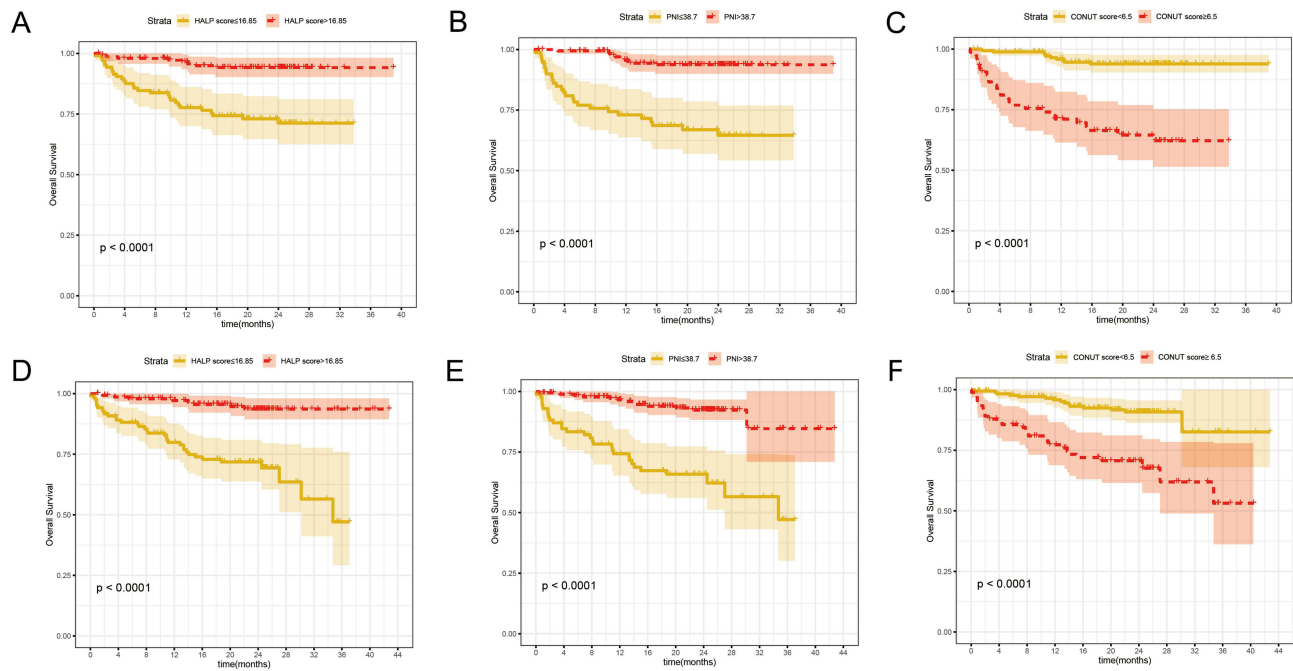 A
Strata HALP score≤16.85 HALP score>16.85
1.00
0.75
0.50
0.25
0.00
Overall Survival
p < 0.0001
0 4 8 12 16 20 24 28 32 36 40
time(months)
B
Strata PNI≤38.7 PNI>38.7
1.00
0.75
0.50
0.25
0.00
Overall Survival
p < 0.0001
0 4 8 12 16 20 24 28 32 36 40
time(months)
C
Strata CONUT score<6.5 CONUT score≥6.5
1.00
0.75
0.50
0.25
0.00
Overall Survival
p < 0.0001
0 4 8 12 16 20 24 28 32 36 40
time(months)
D
Strata HALP score≤16.85 HALP score>16.85
1.00
0.75
0.50
0.25
0.00
Overall Survival
p < 0.0001
0 4 8 12 16 20 24 28 32 36 40 44
time(months)
E
Strata PNI≤38.7 PNI>38.7
1.00
0.75
0.50
0.25
0.00
Overall Survival
p < 0.0001
0 4 8 12 16 20 24 28 32 36 40 44
time(months)
F
Strata CONUT score<6.5 CONUT score≥ 6.5
1.00
0.75
0.50
0.25
0.00
Overall Survival
p < 0.0001
0 4 8 12 16 20 24 28 32 36 40 44
time(months)